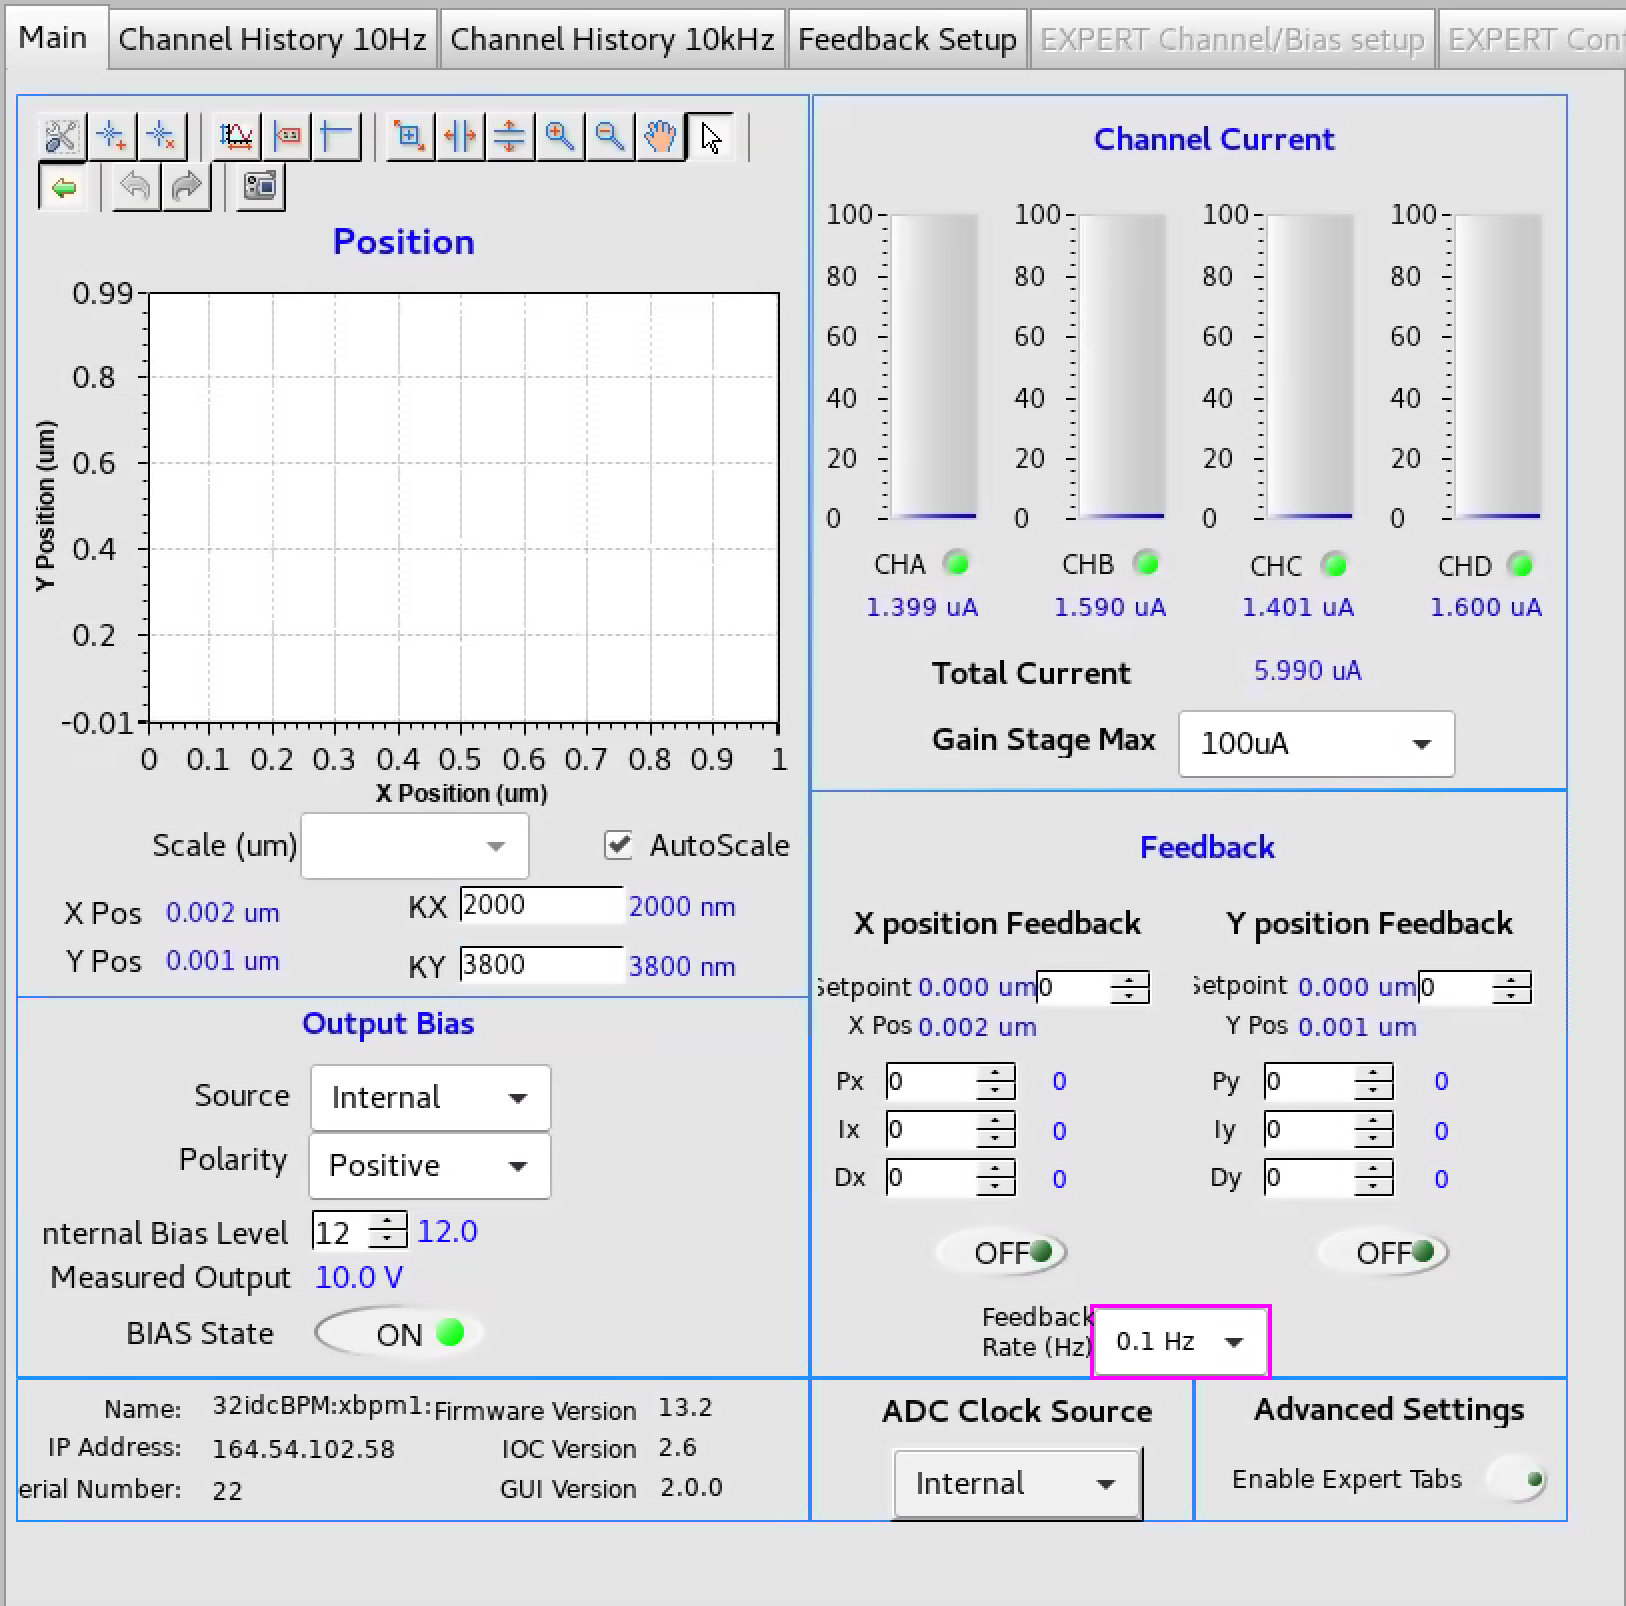 Main
Channel History 10Hz
Channel History 10kHz
Feedback Setup
EXPERT Channel/Bias setup
EXPERT Cont
Position
0.99
0.8
0.6
0.4
0.2
-0.01
Y Position (um)
0 0.1 0.2 0.3 0.4 0.5 0.6 0.7 0.8 0.9 1
X Position (um)
Scale (um)
AutoScale
X Pos 0.002 um
KX 2000 2000 nm
Y Pos 0.001 um
KY 3800 3800 nm
Output Bias
Source Internal
Polarity Positive
nternal Bias Level 12 12.0
Measured Output 10.0 V
BIAS State ON
Name: 32idcBPM:xbpm1:
Firmware Version 13.2
IP Address: 164.54.102.58
IOC Version 2.6
erial Number: 22
GUI Version 2.0.0
Channel Current
100 100 100 100
80 80 80 80
60 60 60 60
40 40 40 40
20 20 20 20
0 0 0 0
CHA CHB CHC CHD
1.399 uA 1.590 uA 1.401 uA 1.600 uA
Total Current 5.990 uA
Gain Stage Max 100uA
Feedback
X position Feedback
Setpoint 0.000 um 0
X Pos 0.002 um
Px 0 0
Ix 0 0
Dx 0 0
OFF
Y position Feedback
Setpoint 0.000 um 0
Y Pos 0.001 um
Py 0 0
Iy 0 0
Dy 0 0
OFF
Feedback
Rate (Hz) 0.1 Hz
ADC Clock Source
Internal
Advanced Settings
Enable Expert Tabs